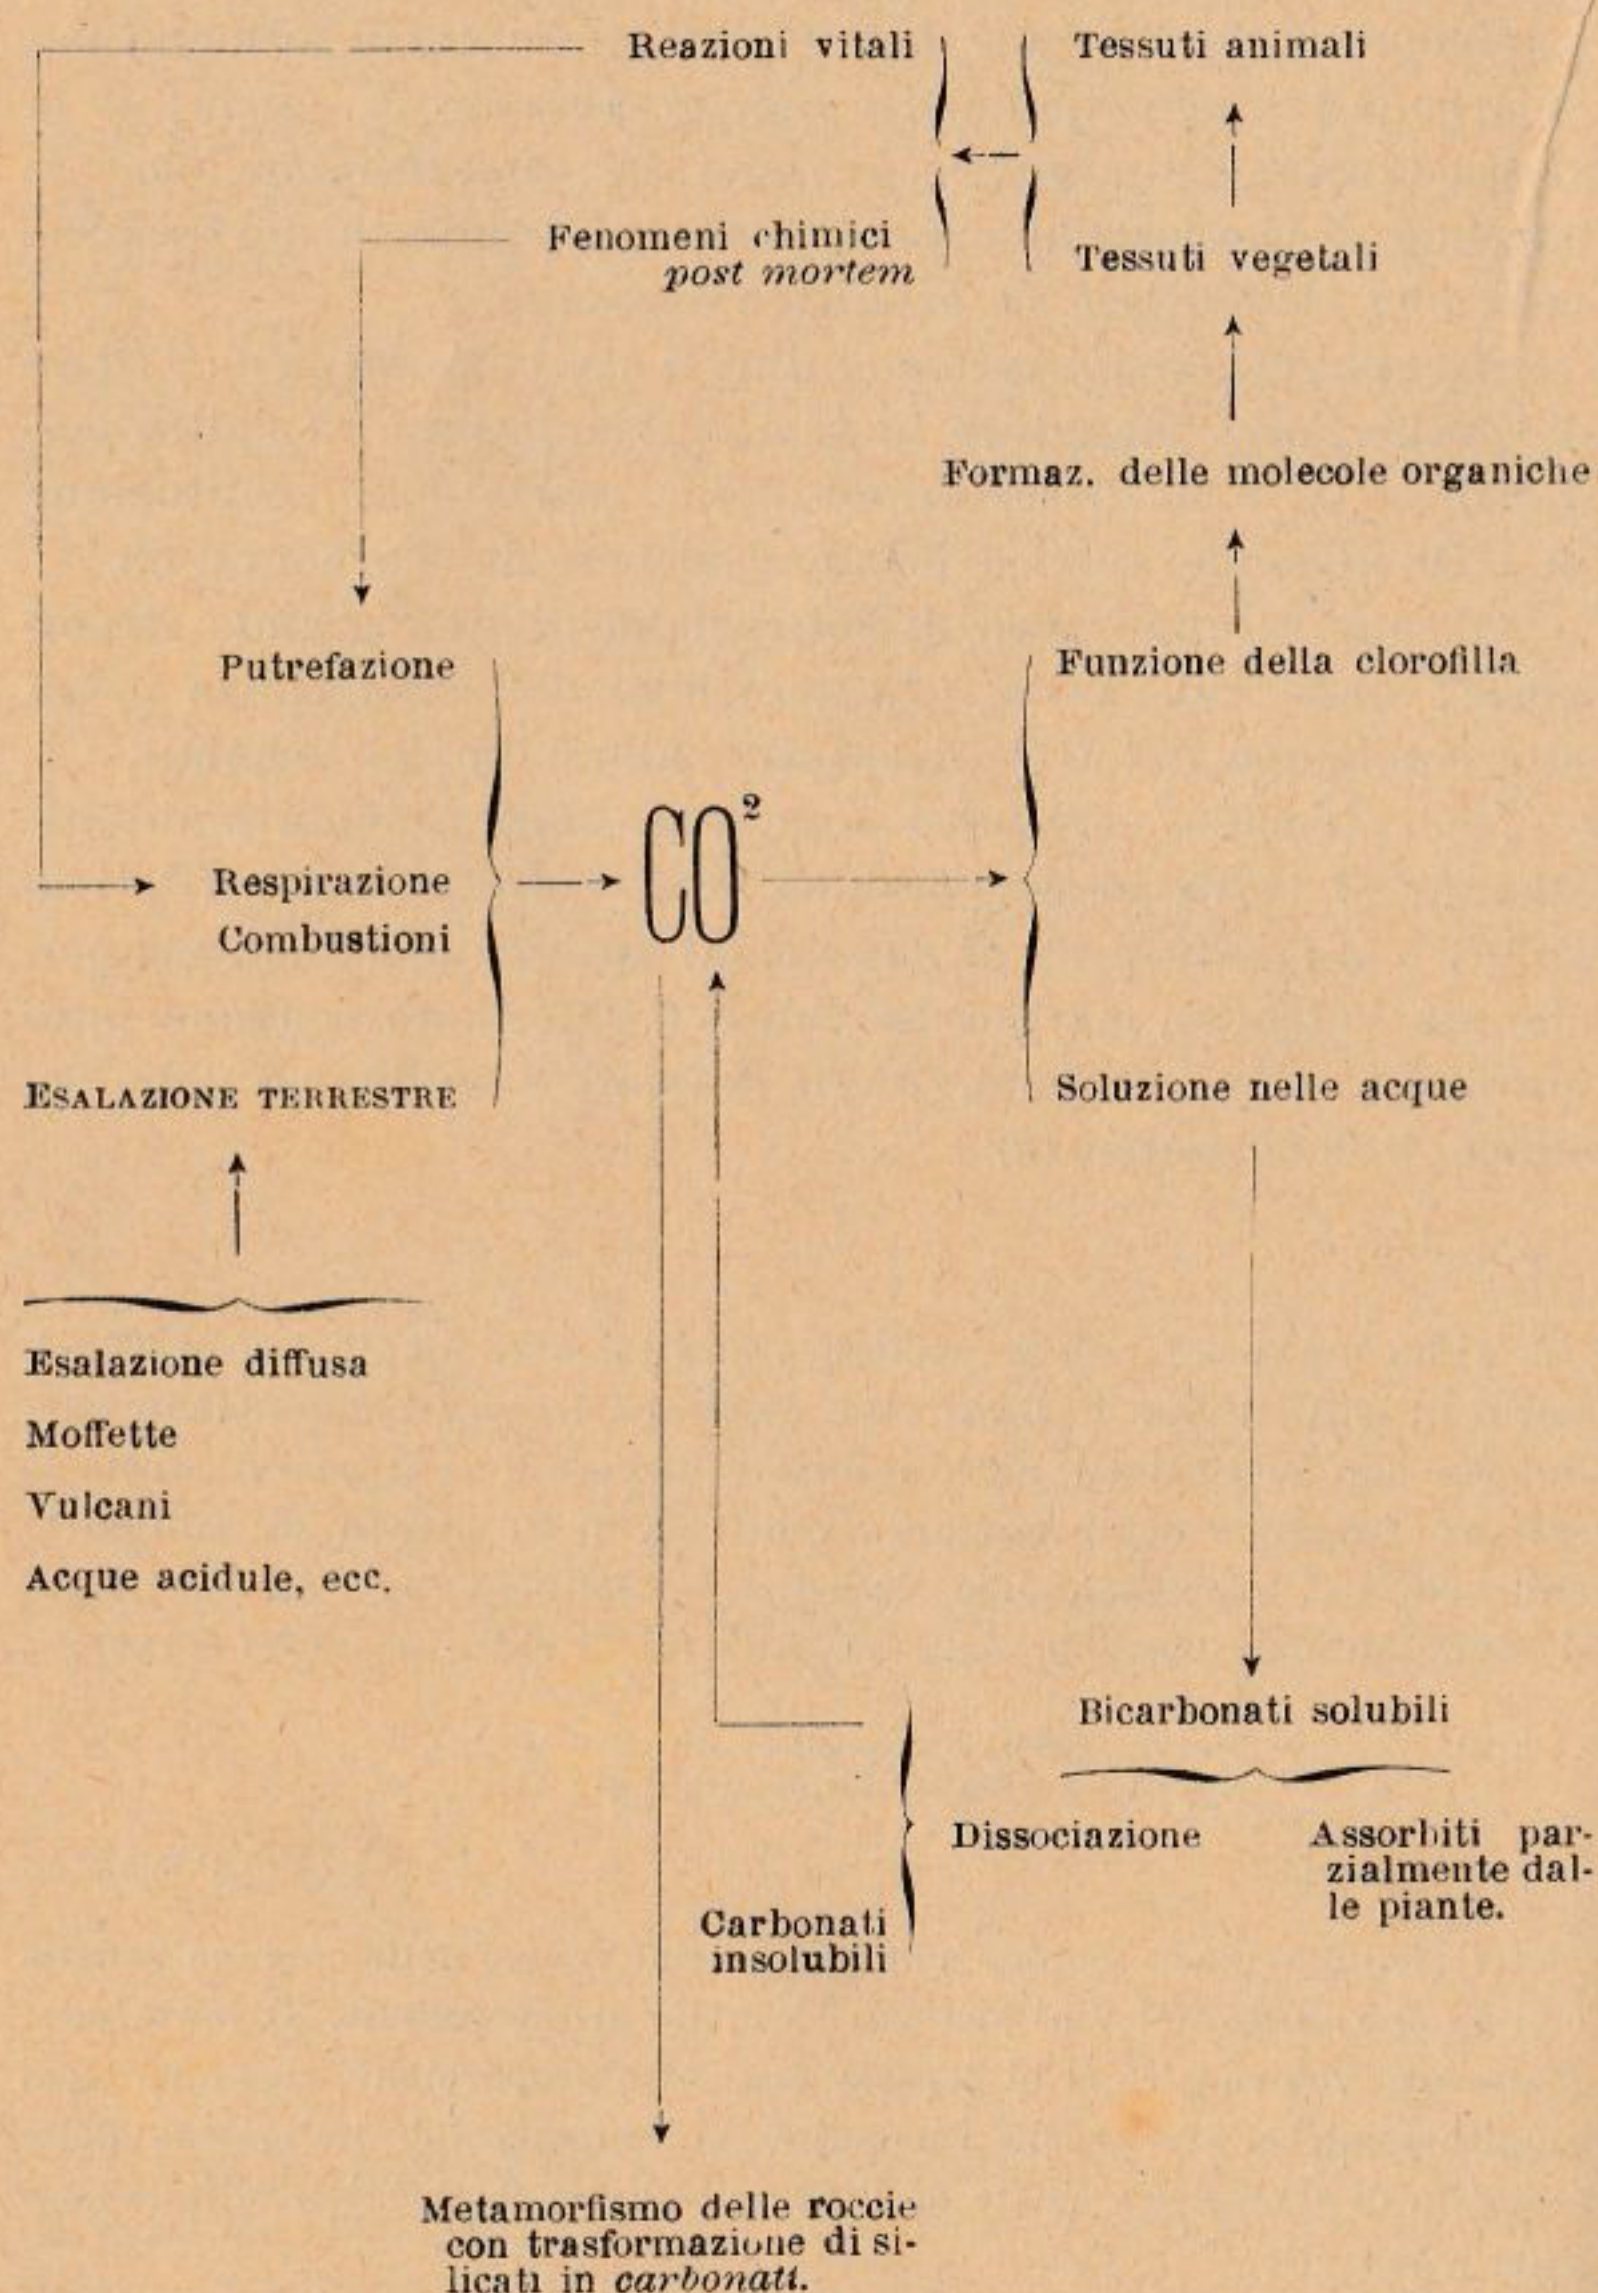 Reazioni vitali
Tessuti animali
Fenomeni chimici
post mortem
Tessuti vegetali
Formaz. delle molecole organiche
Putrefazione
Funzione della clorofilla
CO²
Respirazione
Combustioni
ESALAZIONE TERRESTRE
Soluzione nelle acque
Esalazione diffusa
Moffette
Vulcani
Acque acidule, ecc.
Bicarbonati solubili
Dissociazione
Assorbiti par-
zialmente dal-
le piante.
Carbonati
insolubili
Metamorfismo delle roccie
con trasformazione di si-
licati in carbonati.